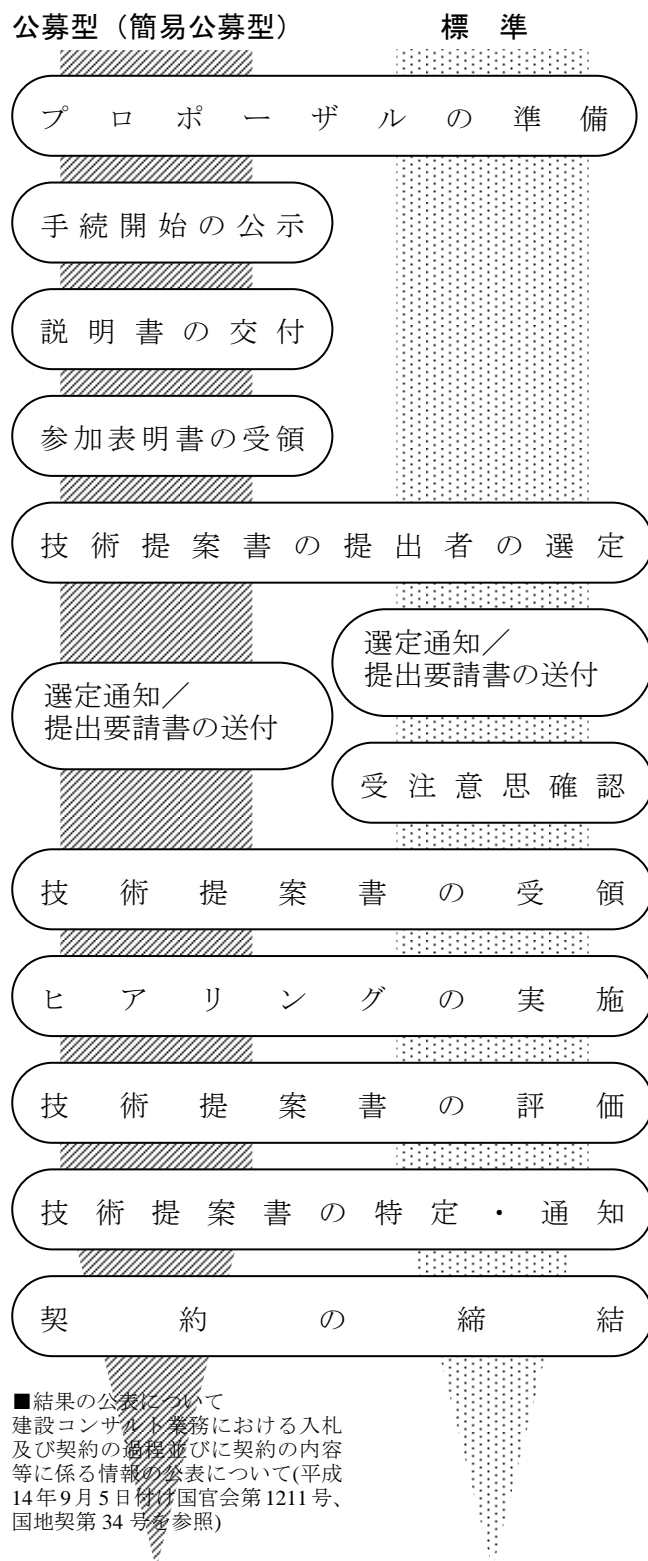 公募型（簡易公募型）
標　準
プロポーザルの準備
手続開始の公示
説明書の交付
参加表明書の受領
技術提案書の提出者の選定
選定通知／
提出要請書の送付
選定通知／
提出要請書の送付
受注意思確認
技術提案書の受領
ヒアリングの実施
技術提案書の評価
技術提案書の特定・通知
契約の締結
■結果の公表について
建設コンサルト業務における入札
及び契約の過程並びに契約の内容
等に係る情報の公表について(平成
14年9月5日付け国官会第1211号、
国地契第34号を参照)